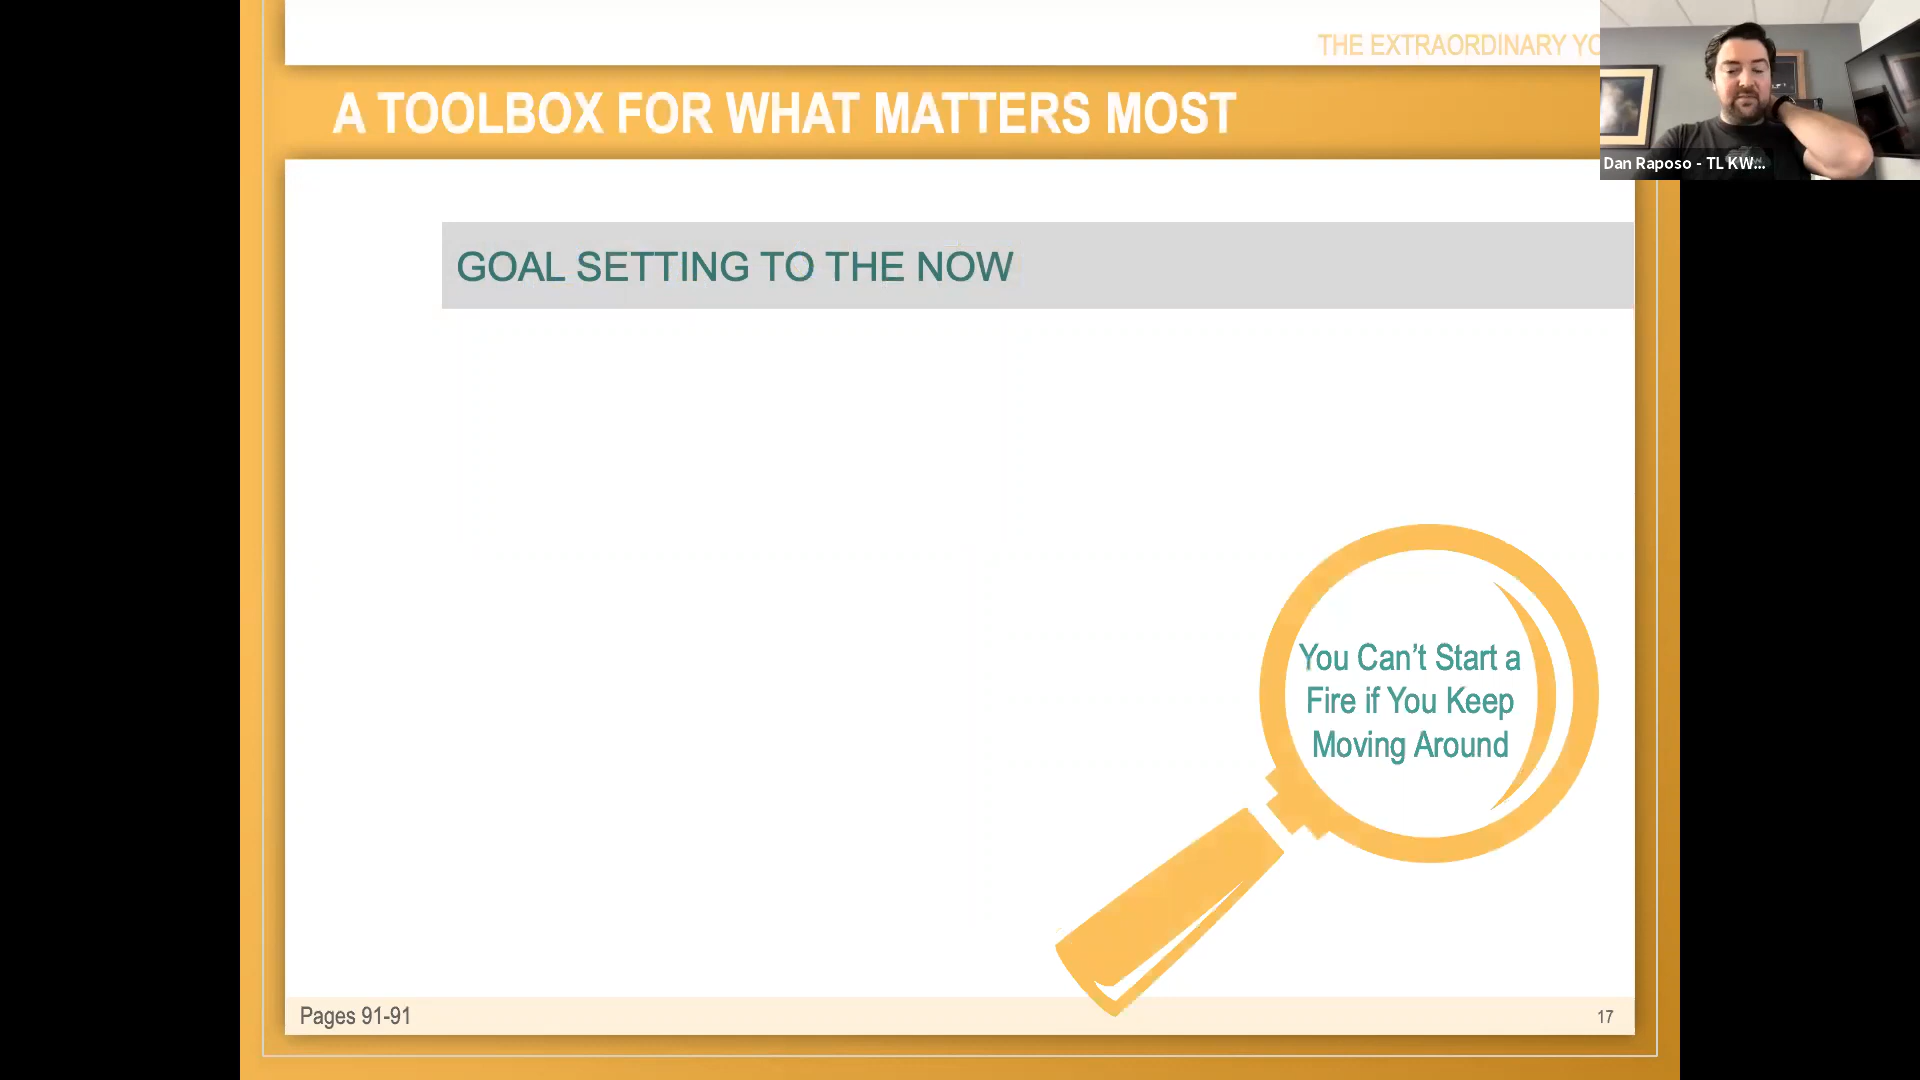 THE EXTRAORDINARY YO
A TOOLBOX FOR WHAT MATTERS MOST
Dan Raposo - TL KW...
GOAL SETTING TO THE NOW
You Can’t Start a
Fire if You Keep
Moving Around
Pages 91-91
17